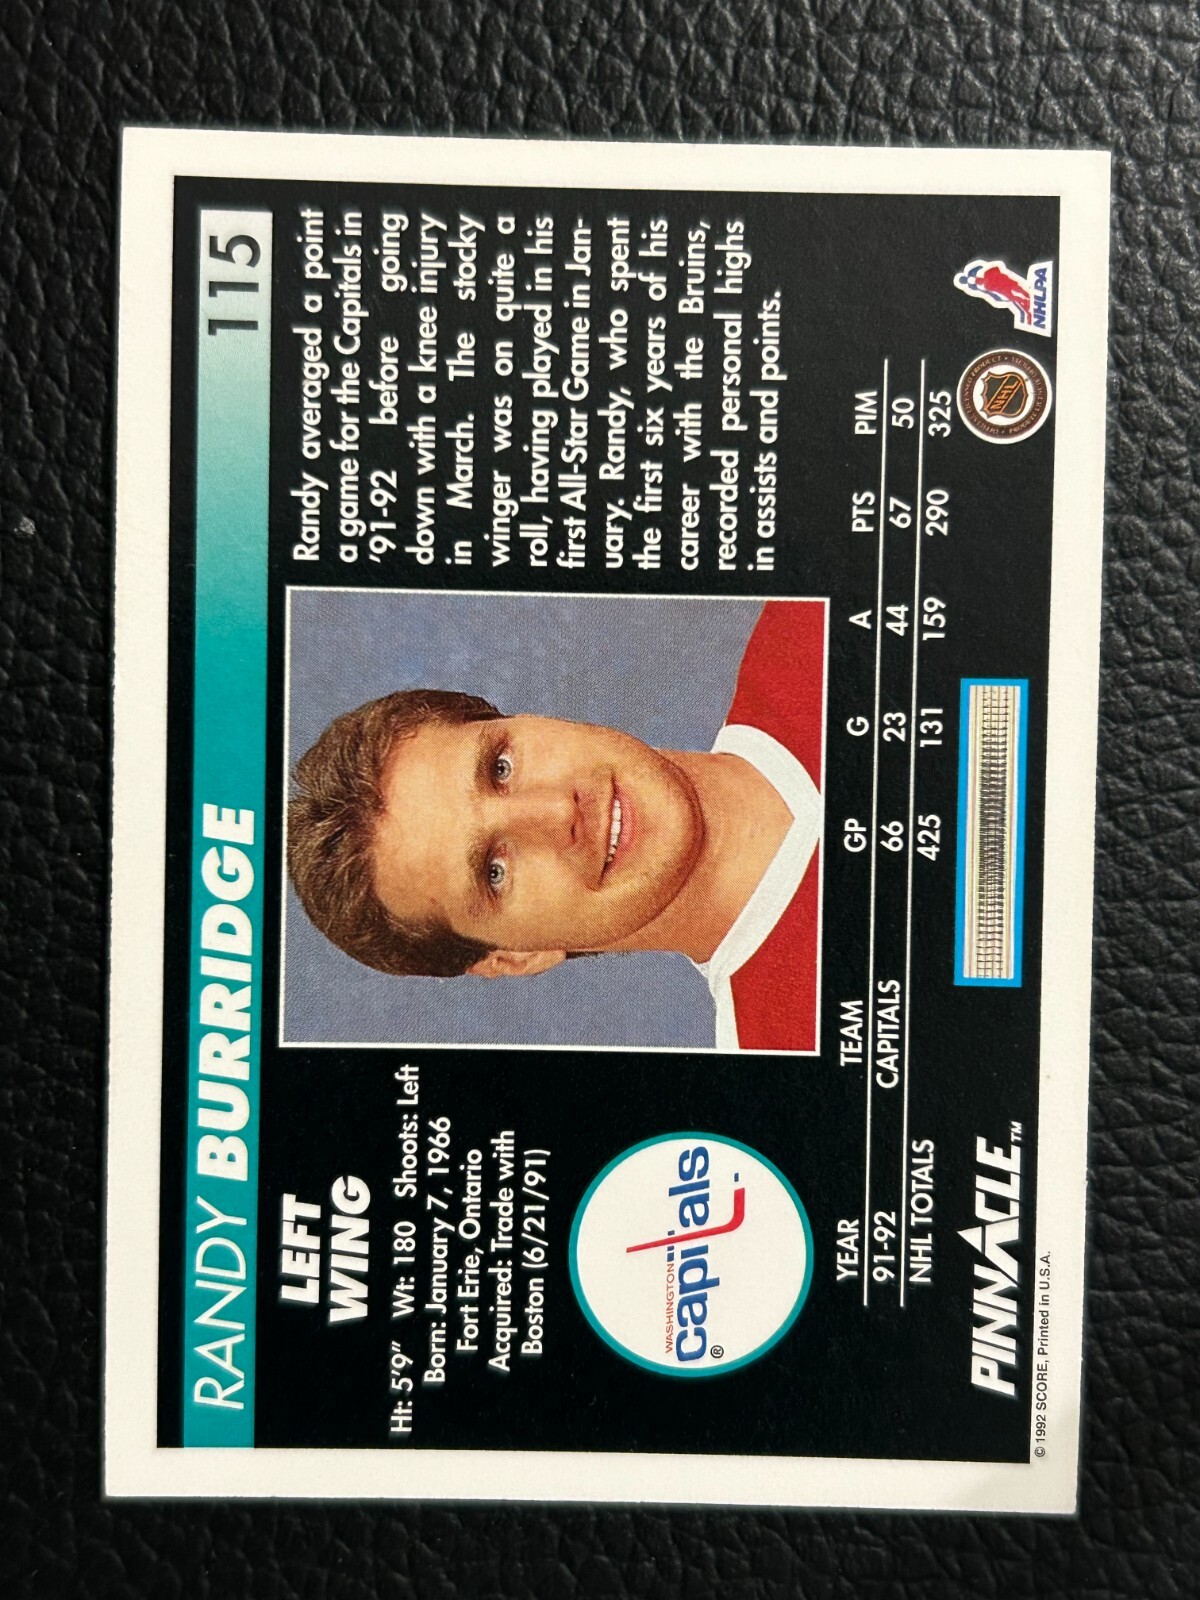 RANDY BURRIDGE 115
LEFT
WING
Ht: 5'9" Wt: 180 Shoots: Left
Born: January 7, 1966
Fort Erie, Ontario
Acquired: Trade with
Boston (6/21/91)
WASHINGTON
capitals
®
Randy averaged a point
a game for the Capitals in
'91-92 before going
down with a knee injury
in March. The stocky
winger was on quite a
roll, having played in his
first All-Star Game in Jan-
uary. Randy, who spent
the first six years of his
career with the Bruins,
recorded personal highs
in assists and points.
YEAR TEAM GP G A PTS PIM
91-92 CAPITALS 66 23 44 67 50
NHL TOTALS 425 131 159 290 325
PINNACLE™
NHL
NHLPA
© 1992 SCORE, Printed in U.S.A.